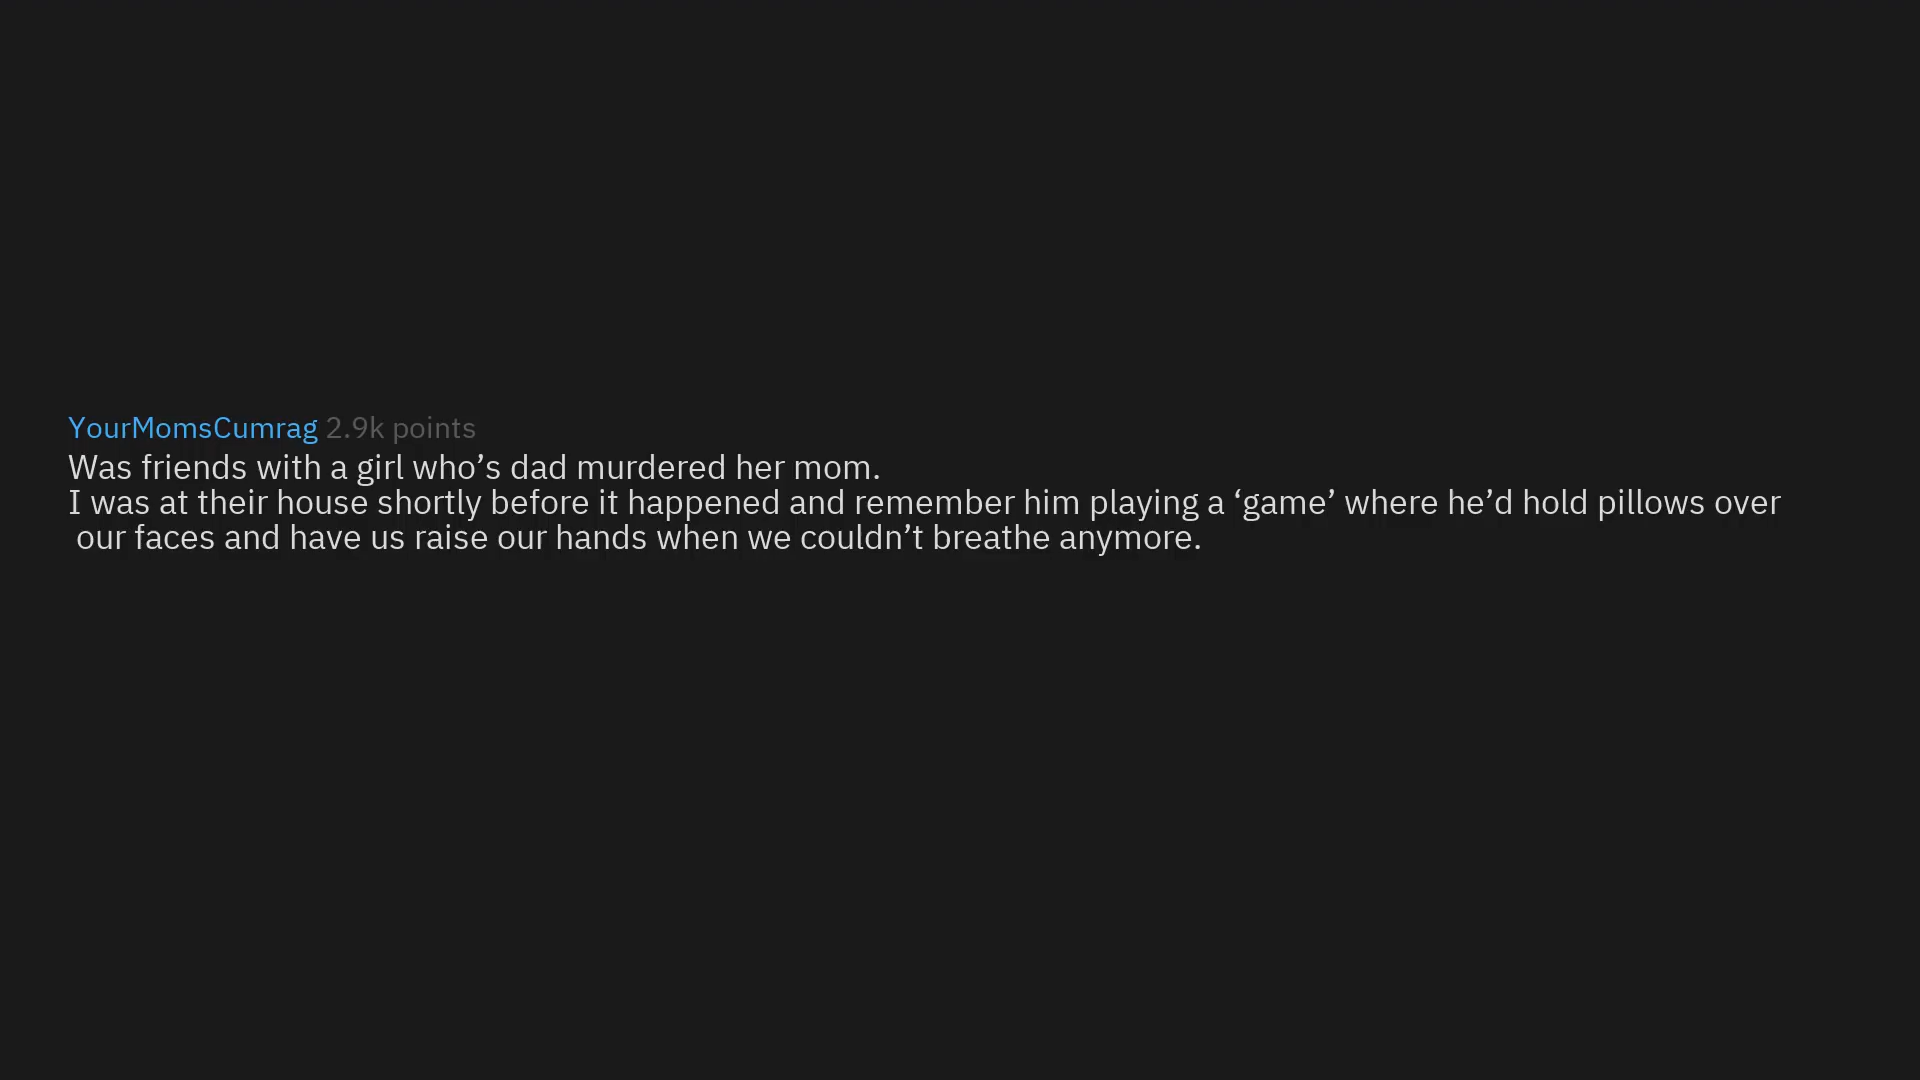 YourMomsCumrag 2.9k points
Was friends with a girl who’s dad murdered her mom.
I was at their house shortly before it happened and remember him playing a ‘game’ where he’d hold pillows over
our faces and have us raise our hands when we couldn’t breathe anymore.